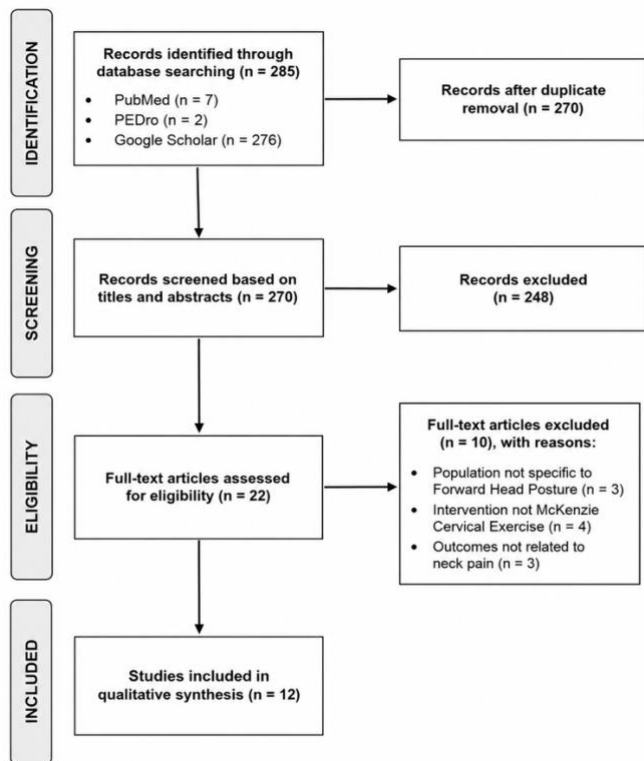 IDENTIFICATION
Records identified through
database searching (n = 285)
• PubMed (n = 7)
• PEDro (n = 2)
• Google Scholar (n = 276)
Records after duplicate
removal (n = 270)
SCREENING
Records screened based on
titles and abstracts (n = 270)
Records excluded
(n = 248)
ELIGIBILITY
Full-text articles assessed
for eligibility (n = 22)
Full-text articles excluded
(n = 10), with reasons:
• Population not specific to
Forward Head Posture (n = 3)
• Intervention not McKenzie
Cervical Exercise (n = 4)
• Outcomes not related to
neck pain (n = 3)
INCLUDED
Studies included in
qualitative synthesis (n = 12)